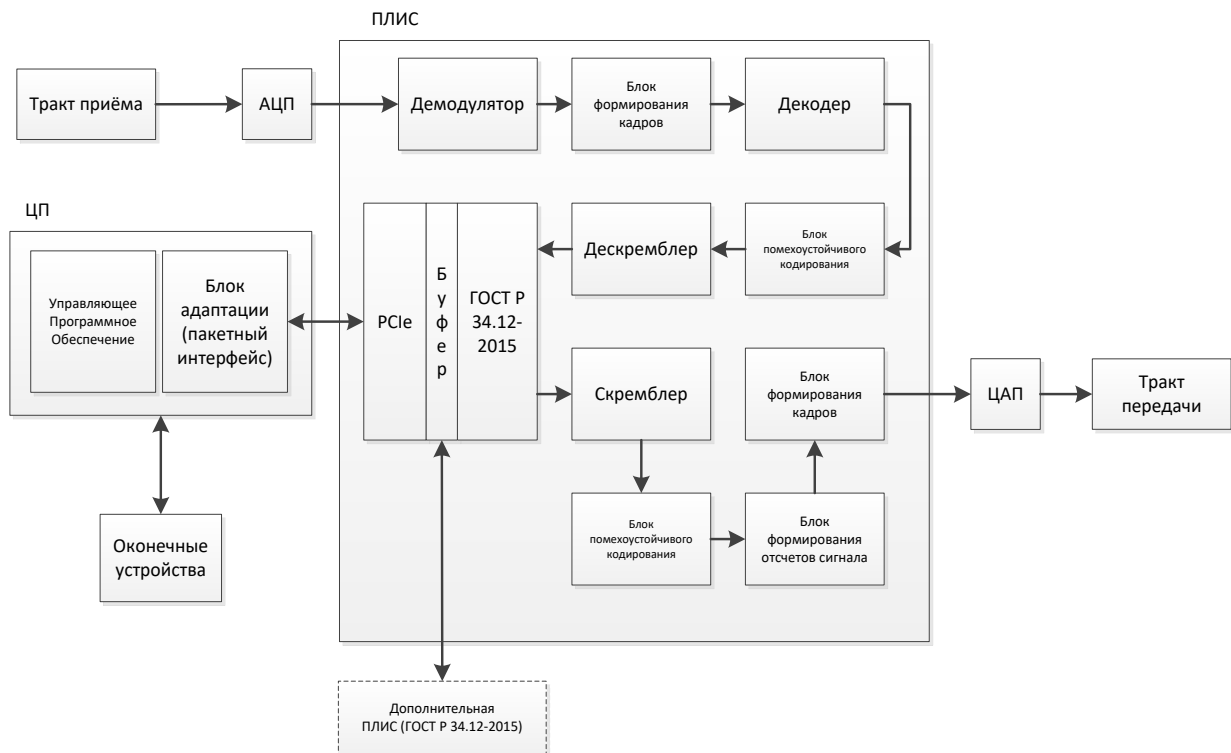 ПЛИС
Тракт приёма
АЦП
Демодулятор
Блок
формирования
кадров
Декодер
ЦП
Управляющее
Программное
Обеспечение
Блок
адаптации
(пакетный
интерфейс)
PCIe
Буфер
ГОСТ Р
34.12-
2015
Дескремблер
Блок
помехоустойчивого
кодирования
Скремблер
Блок
формирования
кадров
ЦАП
Тракт
передачи
Блок
помехоустойчивого
кодирования
Блок
формирования
отсчетов сигнала
Оконечные
устройства
Дополнительная
ПЛИС (ГОСТ Р 34.12-2015)